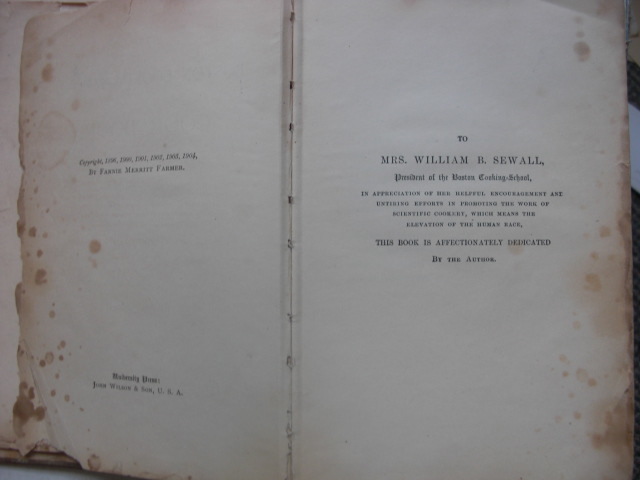 Copyright, 1896, 1900, 1901, 1902, 1903, 1904,
BY FANNIE MERRITT FARMER.
University Press:
JOHN WILSON & SON, U. S. A.
TO
MRS. WILLIAM B. SEWALL,
President of the Boston Cooking-School,
IN APPRECIATION OF HER HELPFUL ENCOURAGEMENT AND
UNTIRING EFFORTS IN PROMOTING THE WORK OF
SCIENTIFIC COOKERY, WHICH MEANS THE
ELEVATION OF THE HUMAN RACE,
THIS BOOK IS AFFECTIONATELY DEDICATED
BY THE AUTHOR.